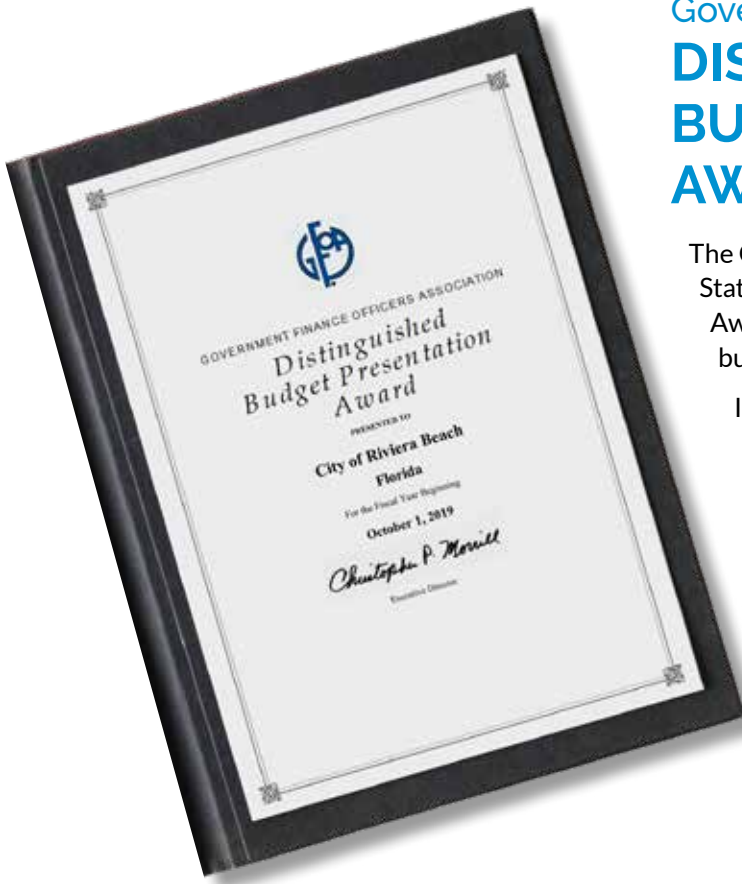 GFOA
GOVERNMENT FINANCE OFFICERS ASSOCIATION
Distinguished
Budget Presentation
Award
PRESENTED TO
City of Riviera Beach
Florida
For the Fiscal Year Beginning
October 1, 2019
Christopher P. Morrill
Executive Director
Gove
DIS
BU
AW
The
Stat
Aw
bu
I